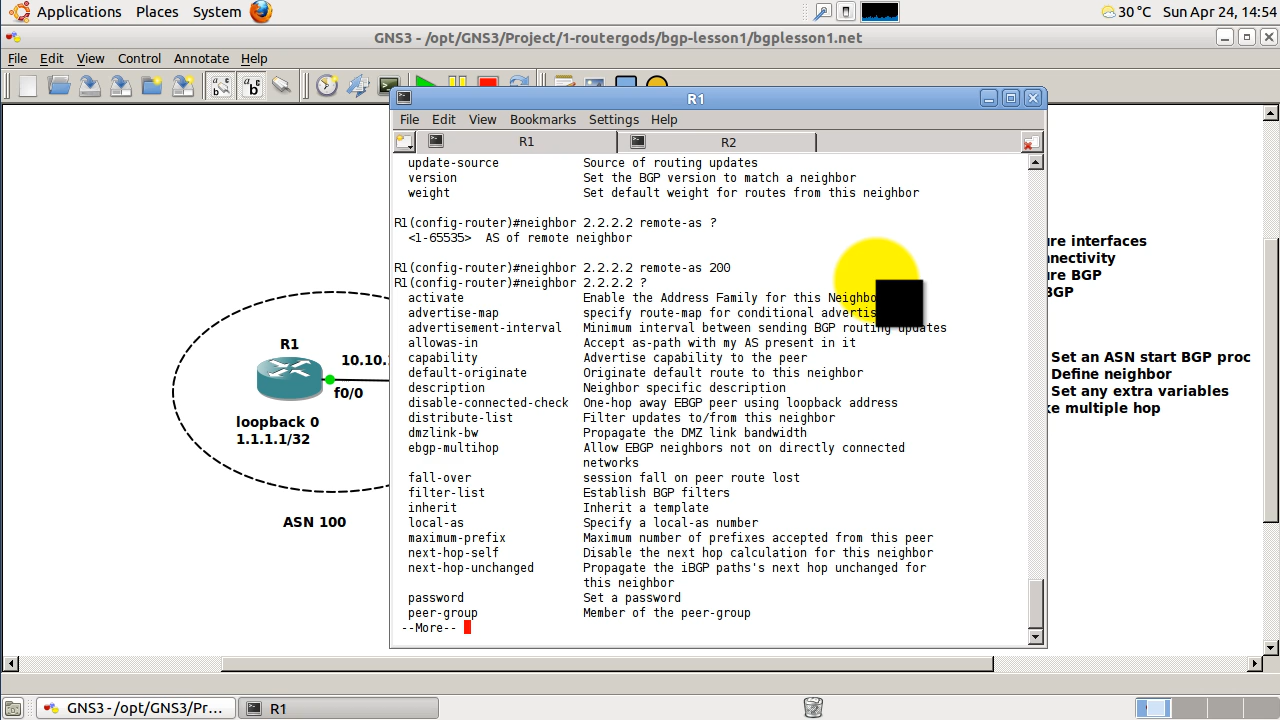 Applications Places System
30 °C Sun Apr 24, 14:54
GNS3 - /opt/GNS3/Project/1-routergods/bgp-lesson1/bgplesson1.net
File Edit View Control Annotate Help
R1
File Edit View Bookmarks Settings Help
R1 R2
update-source Source of routing updates
version Set the BGP version to match a neighbor
weight Set default weight for routes from this neighbor
R1(config-router)#neighbor 2.2.2.2 remote-as ?
<1-65535> AS of remote neighbor
R1(config-router)#neighbor 2.2.2.2 remote-as 200
R1(config-router)#neighbor 2.2.2.2 ?
activate Enable the Address Family for this Neighbo
advertise-map specify route-map for conditional advertis
advertisement-interval Minimum interval between sending BGP routing updates
allowas-in Accept as-path with my AS present in it
capability Advertise capability to the peer
default-originate Originate default route to this neighbor
description Neighbor specific description
disable-connected-check One-hop away EBGP peer using loopback address
distribute-list Filter updates to/from this neighbor
dmzlink-bw Propagate the DMZ link bandwidth
ebgp-multihop Allow EBGP neighbors not on directly connected
networks
fall-over session fall on peer route lost
filter-list Establish BGP filters
inherit Inherit a template
local-as Specify a local-as number
maximum-prefix Maximum number of prefixes accepted from this peer
next-hop-self Disable the next hop calculation for this neighbor
next-hop-unchanged Propagate the iBGP paths's next hop unchanged for
this neighbor
password Set a password
peer-group Member of the peer-group
--More--
R1
10.10.
f0/0
loopback 0
1.1.1.1/32
ASN 100
re interfaces
nnectivity
ure BGP
BGP
Set an ASN start BGP proc
Define neighbor
Set any extra variables
ke multiple hop
GNS3 - /opt/GNS3/Pr... R1